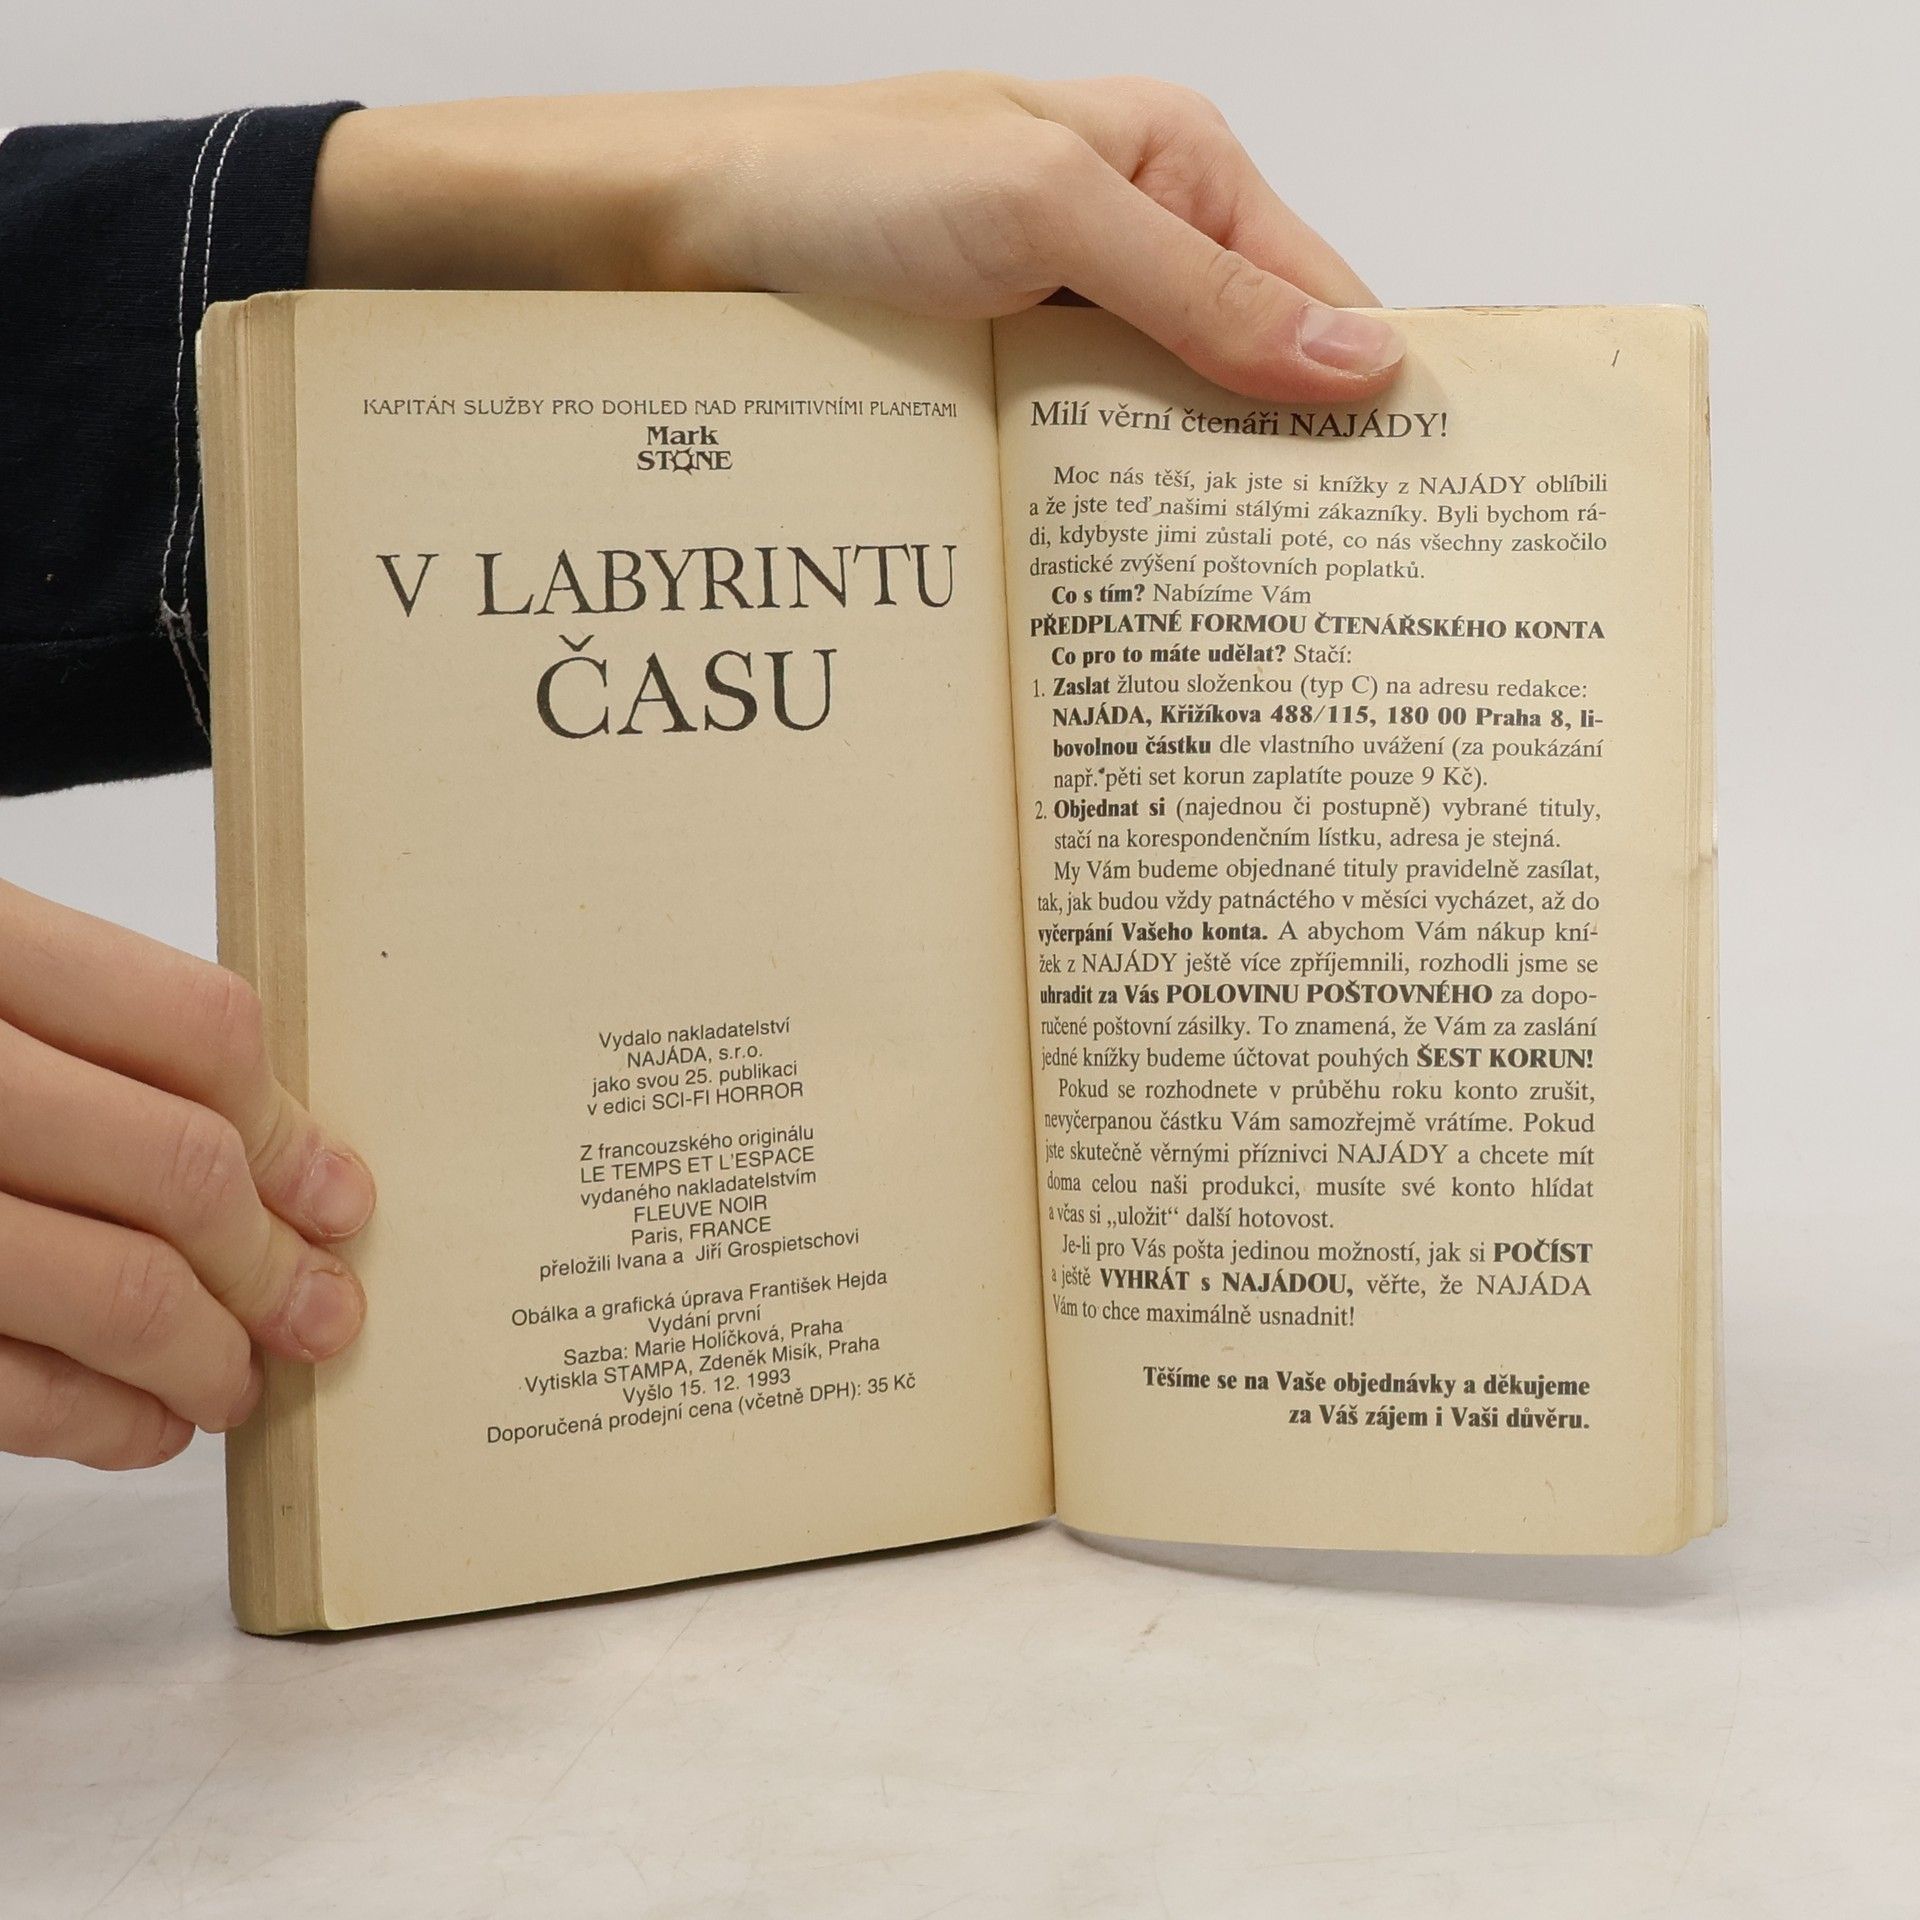 KAPITÁN SLUŽBY PRO DOHLED NAD PRIMITIVNÍMI PLANETAMI
Mark
STONE
V LABYRINTU
ČASU
Vydalo nakladatelství
NAJÁDA, s.r.o.
jako svou 25. publikaci
v edici SCI-FI HORROR
Z francouzského originálu
LE TEMPS ET L'ESPACE
vydaného nakladatelstvím
FLEUVE NOIR
Paris, FRANCE
přeložili Ivana a Jiří Grospietschovi
Obálka a grafická úprava František Hejda
Vydání první
Sazba: Marie Holíčková, Praha
Vytiskla STAMPA, Zdeněk Misík, Praha
Vyšlo 15. 12. 1993
Doporučená prodejní cena (včetně DPH): 35 Kč
Milí věrní čtenáři NAJÁDY!
Moc nás těší, jak jste si knížky z NAJÁDY oblíbili
a že jste teď našimi stálými zákazníky. Byli bychom rá-
di, kdybyste jimi zůstali poté, co nás všechny zaskočilo
drastické zvýšení poštovních poplatků.
Co s tím? Nabízíme Vám
PŘEDPLATNÉ FORMOU ČTENÁŘSKÉHO KONTA
Co pro to máte udělat? Stačí:
1. Zaslat žlutou složenkou (typ C) na adresu redakce:
NAJÁDA, Křižíkova 488/115, 180 00 Praha 8, li-
bovolnou částku dle vlastního uvážení (za poukázání
např. pěti set korun zaplatíte pouze 9 Kč).
2. Objednat si (najednou či postupně) vybrané tituly,
stačí na korespondenčním lístku, adresa je stejná.
My Vám budeme objednané tituly pravidelně zasílat,
tak, jak budou vždy patnáctého v měsíci vycházet, až do
vyčerpání Vašeho konta. A abychom Vám nákup kní-
žek z NAJÁDY ještě více zpříjemnili, rozhodli jsme se
uhradit za Vás POLOVINU POŠTOVNÉHO za dopo-
ručené poštovní zásilky. To znamená, že Vám za zaslání
jedné knížky budeme účtovat pouhých ŠEST KORUN!
Pokud se rozhodnete v průběhu roku konto zrušit,
nevyčerpanou částku Vám samozřejmě vrátíme. Pokud
jste skutečně věrnými příznivci NAJÁDY a chcete mít
doma celou naši produkci, musíte své konto hlídat
a včas si „uložit“ další hotovost.
Je-li pro Vás pošta jedinou možností, jak si POČÍST
a ještě VYHRÁT s NAJÁDOU, věřte, že NAJÁDA
Vám to chce maximálně usnadnit!
Těšíme se na Vaše objednávky a děkujeme
za Váš zájem i Vaši důvěru.